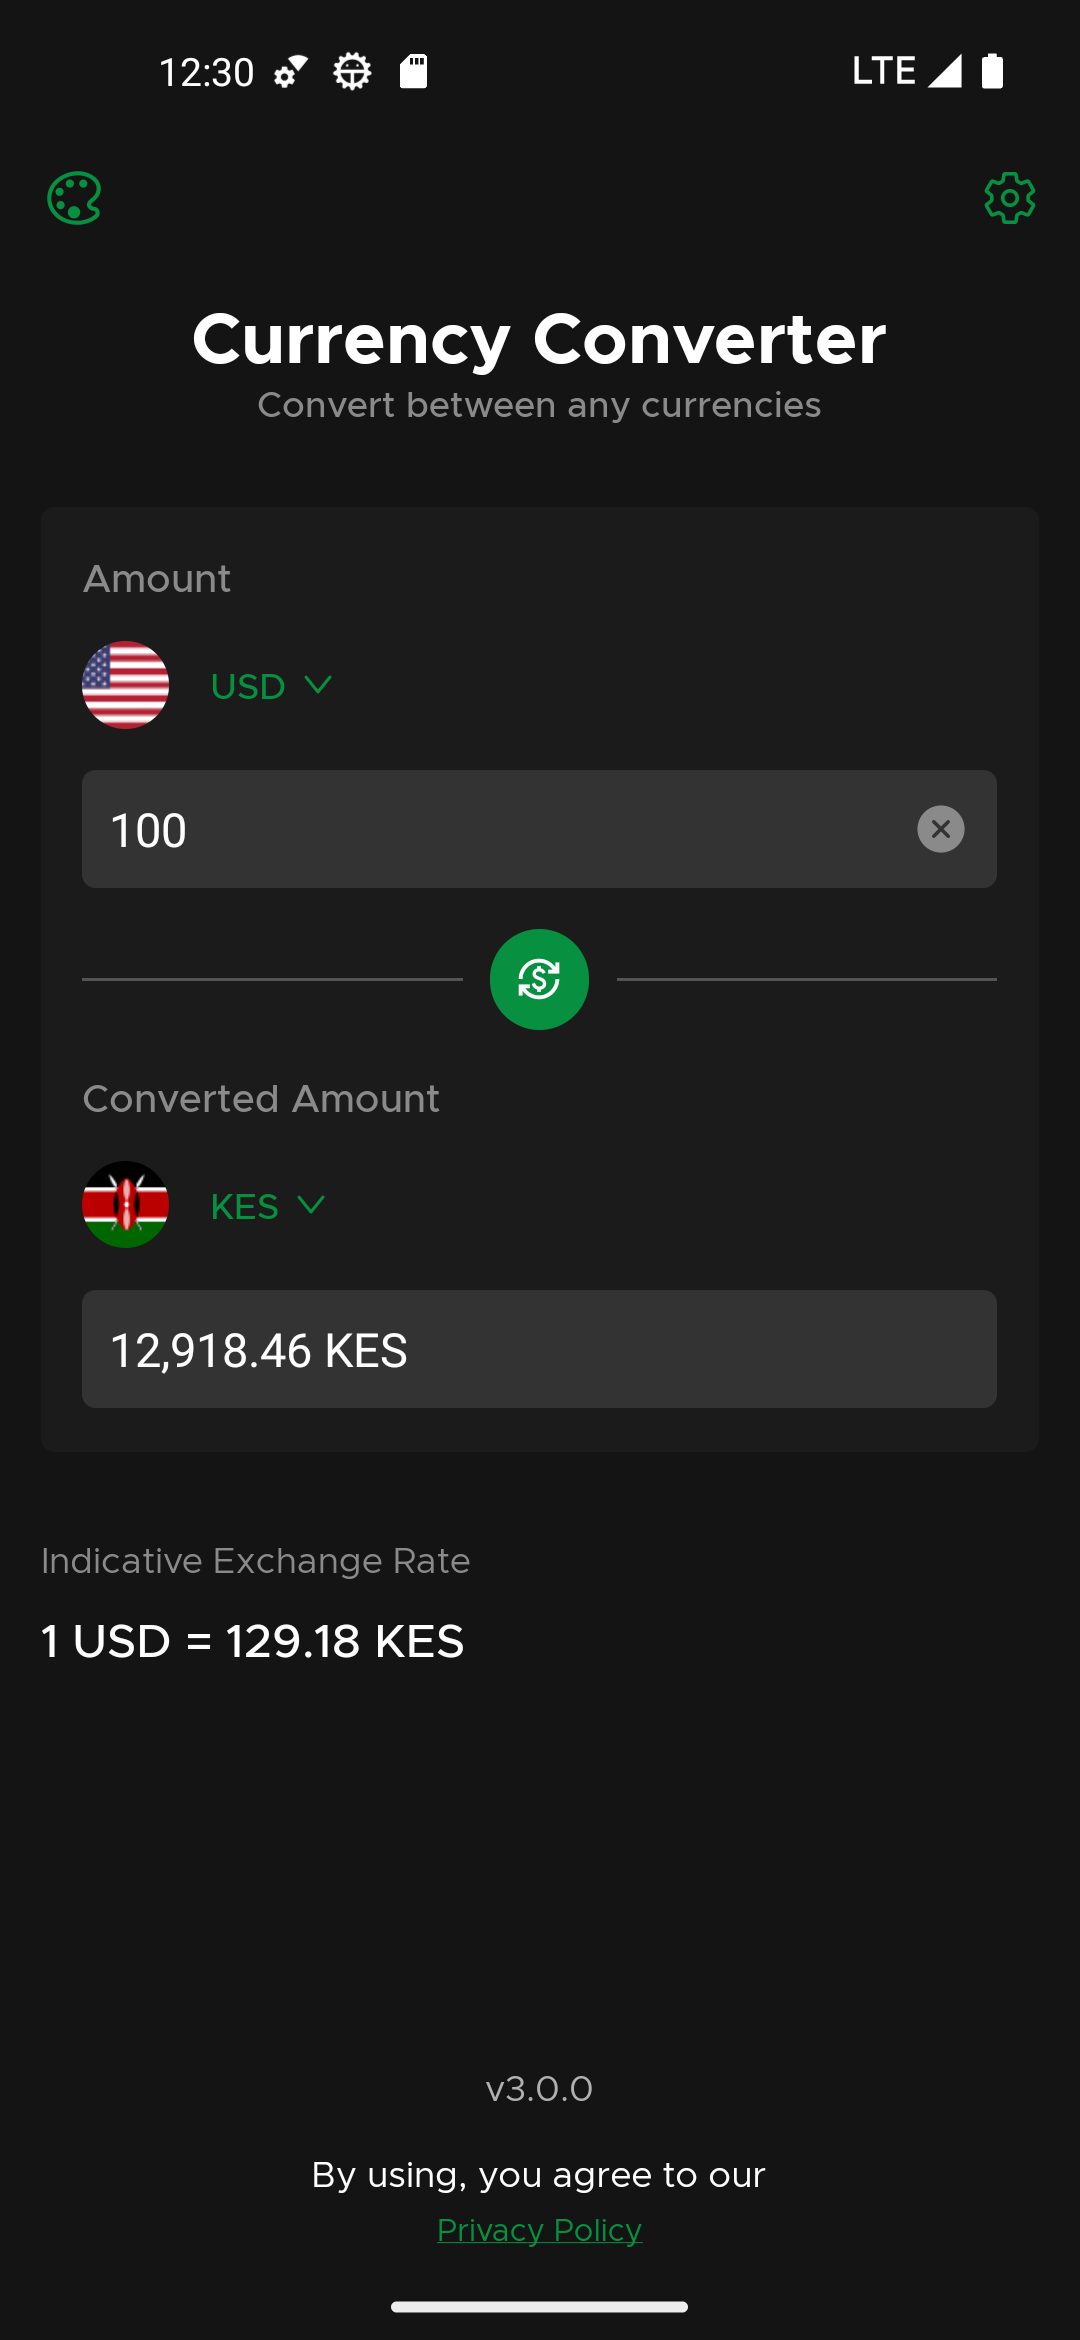 12:30
LTE
Currency Converter
Convert between any currencies
Amount
USD
100
Converted Amount
KES
12,918.46 KES
Indicative Exchange Rate
1 USD = 129.18 KES
v3.0.0
By using, you agree to our
Privacy Policy